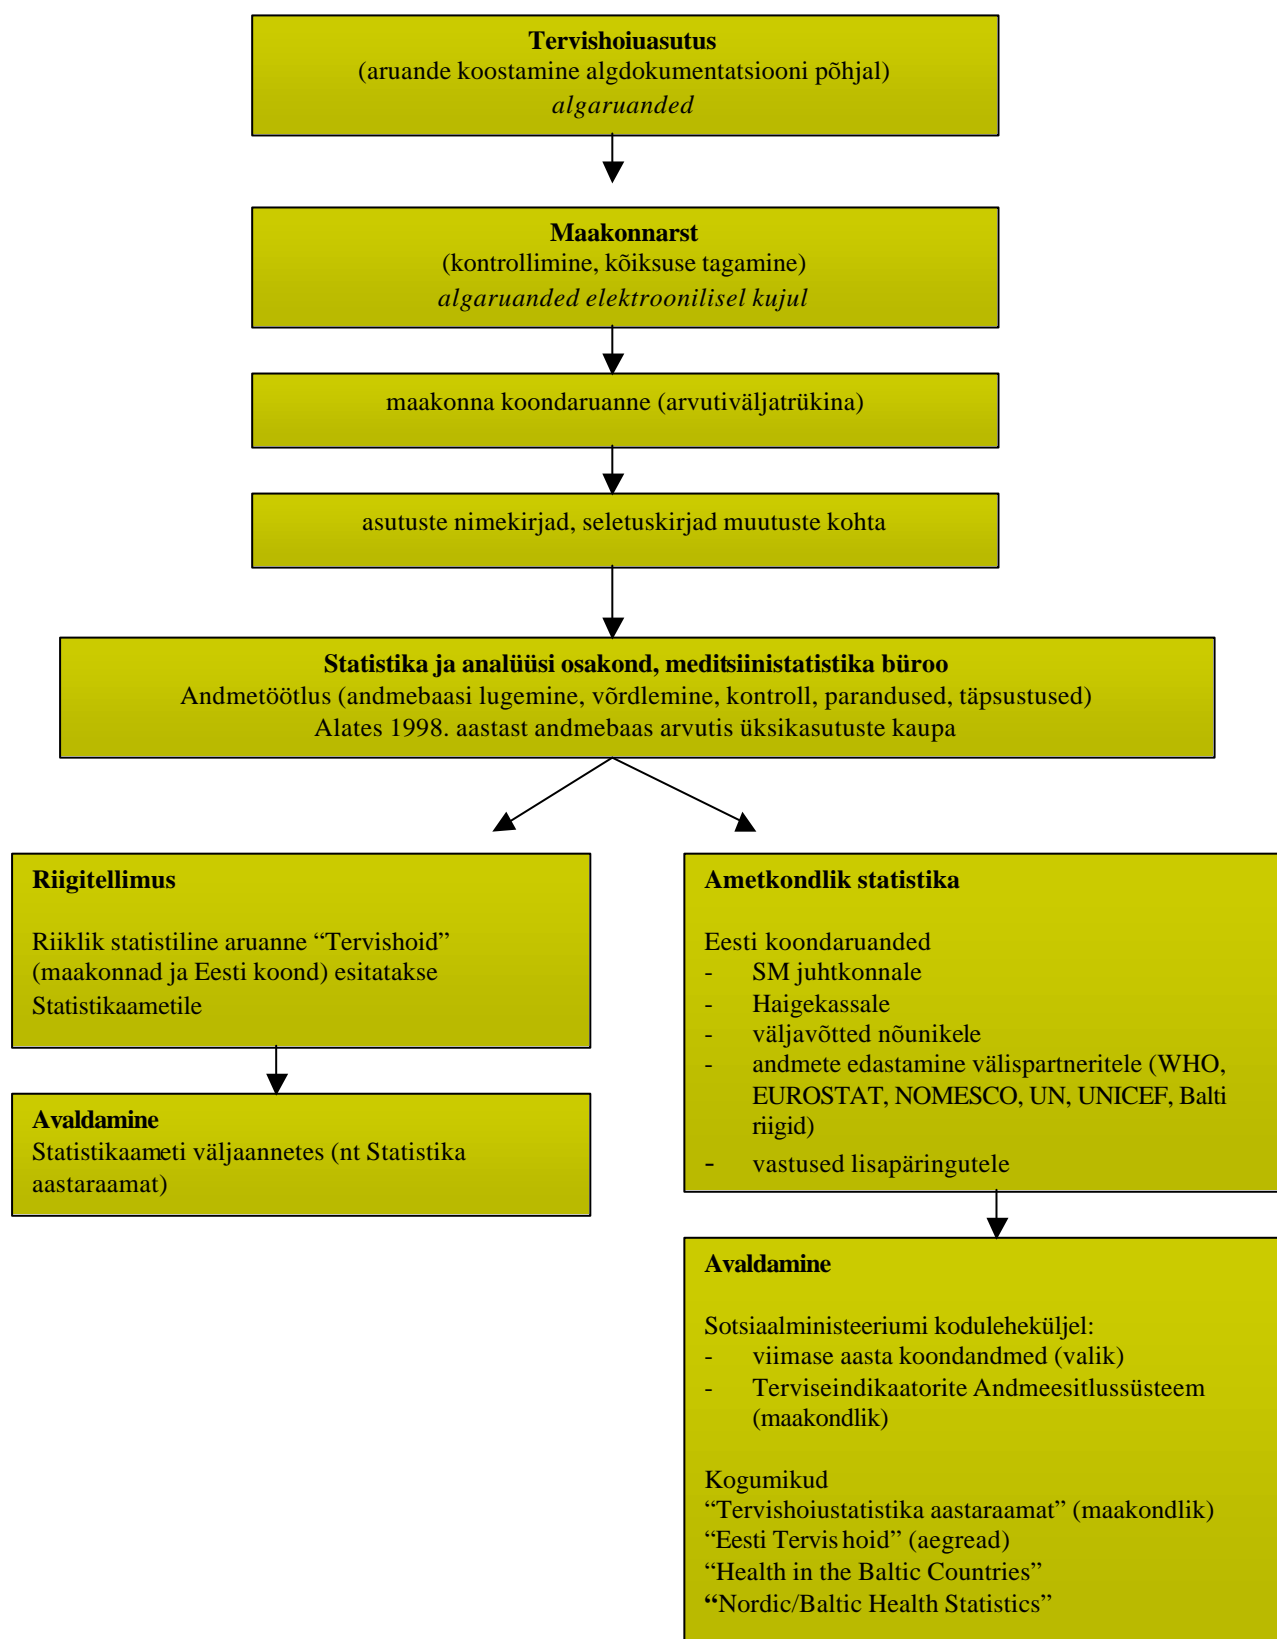 Tervishoiuasutus
(aruande koostamine algdokumentatsiooni põhjal)
algaruanded
Maakonnarst
(kontrollimine, kõiksuse tagamine)
algaruanded elektroonilisel kujul
maakonna koondaruanne (arvutiväljatrükina)
asutuste nimekirjad, seletuskirjad muutuste kohta
Statistika ja analüüsi osakond, meditsiinistatistika büroo
Andmetöötlus (andmebaasi lugemine, võrdlemine, kontroll, parandused, täpsustused)
Alates 1998. aastast andmebaas arvutis üksikasutuste kaupa
Riigitellimus
Riiklik statistiline aruanne “Tervishoid”
(maakonnad ja Eesti koond) esitatakse
Statistikaametile
Avaldamine
Statistikaameti väljaannetes (nt Statistika
aastaraamat)
Ametkondlik statistika
Eesti koondaruanded
- SM juhtkonnale
- Haigekassale
- väljavõtted nõunikele
- andmete edastamine välispartneritele (WHO,
EUROSTAT, NOMESCO, UN, UNICEF, Balti
riigid)
- vastused lisapäringutele
Avaldamine
Sotsiaalministeeriumi koduleheküljel:
- viimase aasta koondandmed (valik)
- Terviseindikaatorite Andmeesitlussüsteem
(maakondlik)
Kogumikud
“Tervishoiustatistika aastaraamat” (maakondlik)
“Eesti Tervis hoid” (aegread)
“Health in the Baltic Countries”
“Nordic/Baltic Health Statistics”